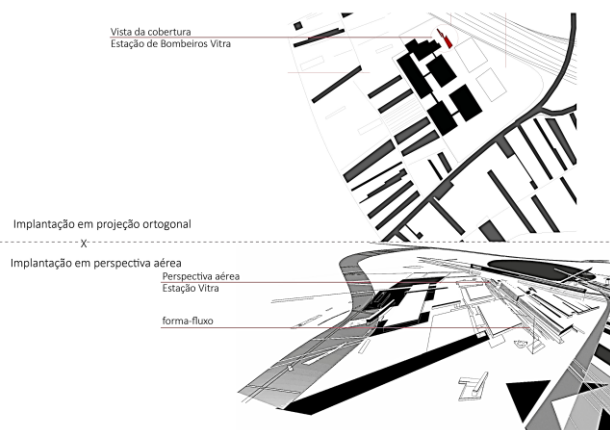 Vista da cobertura
Estação de Bombeiros Vitra
Implantação em projeção ortogonal
X
Implantação em perspectiva aérea
Perspectiva aérea
Estação Vitra
forma-fluxo